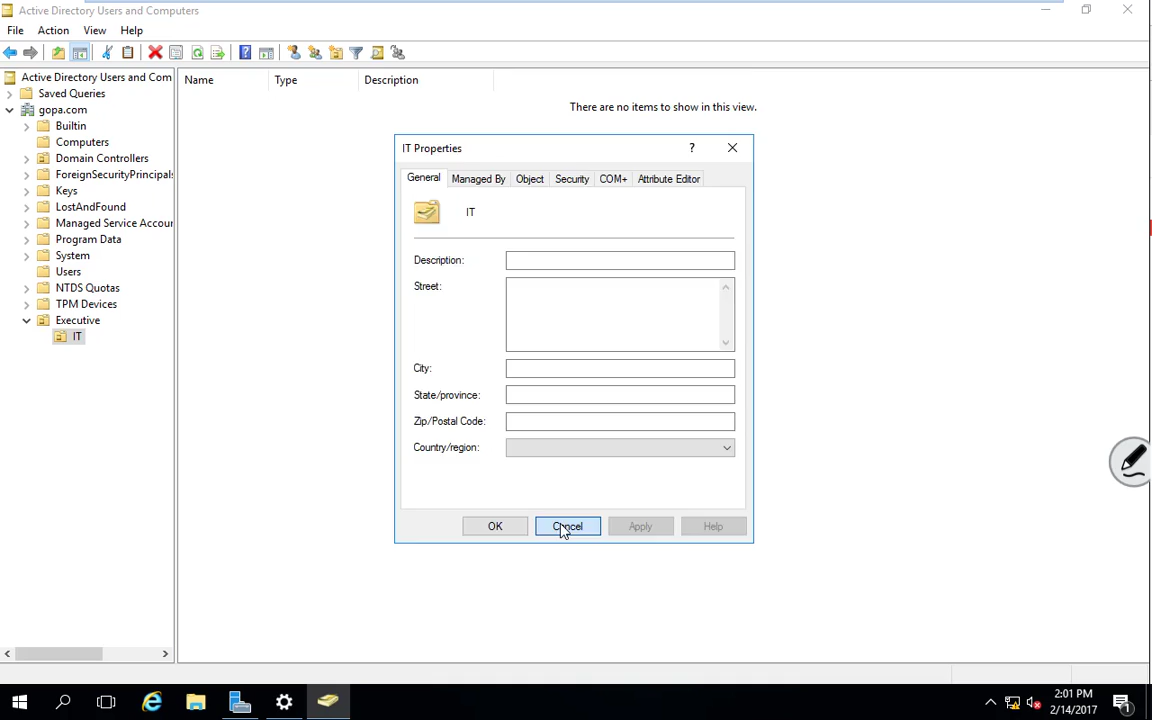 Active Directory Users and Computers
File Action View Help
Active Directory Users and Com
Saved Queries
gopa.com
Builtin
Computers
Domain Controllers
ForeignSecurityPrincipals
Keys
LostAndFound
Managed Service Accour
Program Data
System
Users
NTDS Quotas
TPM Devices
Executive
IT
Name Type Description
There are no items to show in this view.
IT Properties
General Managed By Object Security COM+ Attribute Editor
IT
Description:
Street:
City:
State/province:
Zip/Postal Code:
Country/region:
OK Cancel Apply Help
2:01 PM
2/14/2017
1